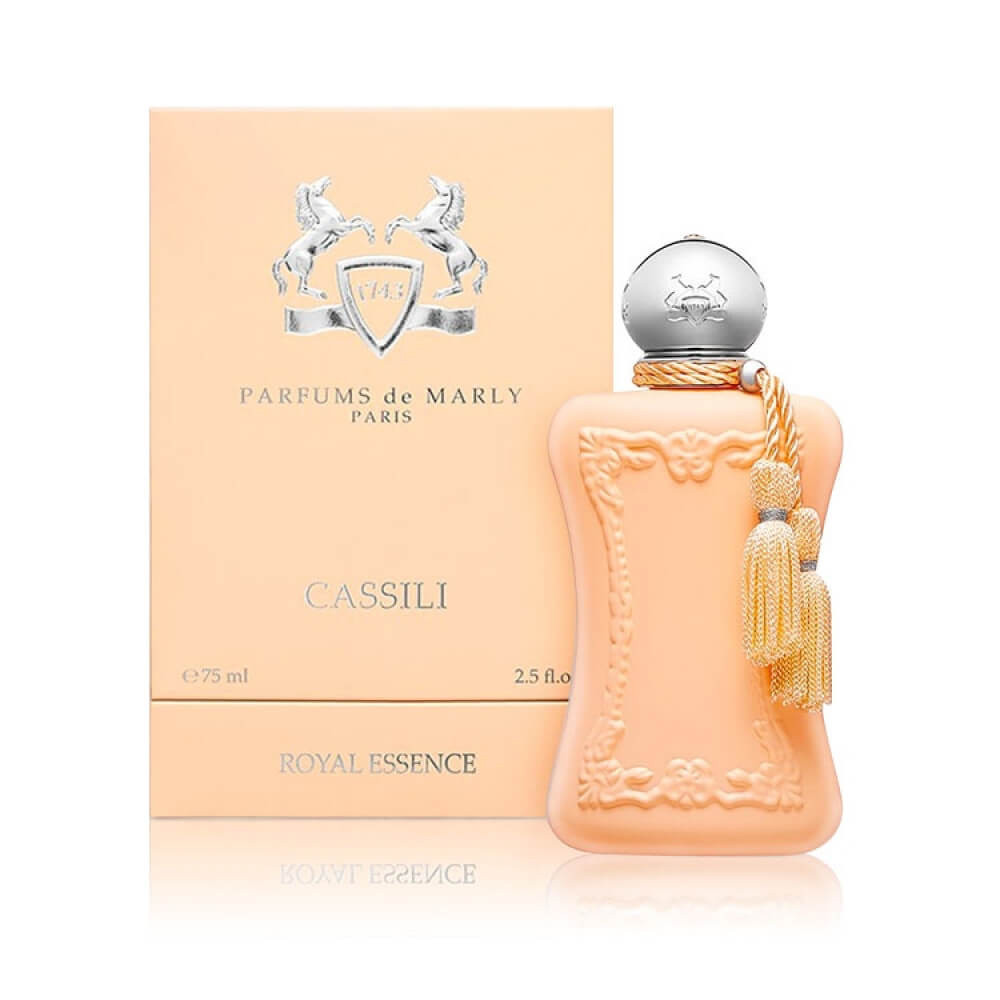 1743
PARFUMS de MARLY
PARIS
CASSILI
℮75 ml 2.5 fl.o
ROYAL ESSENCE
ROYAL ESSENCE